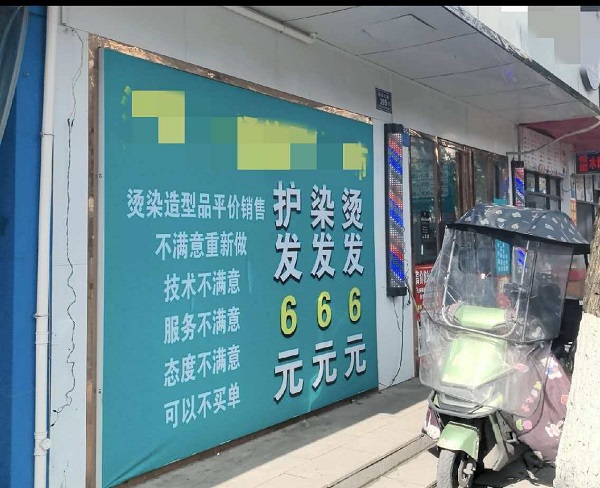 烫染造型品平价销售
不满意重新做
技术不满意
服务不满意
态度不满意
可以不买单
护发6元
染发6元
烫发6元